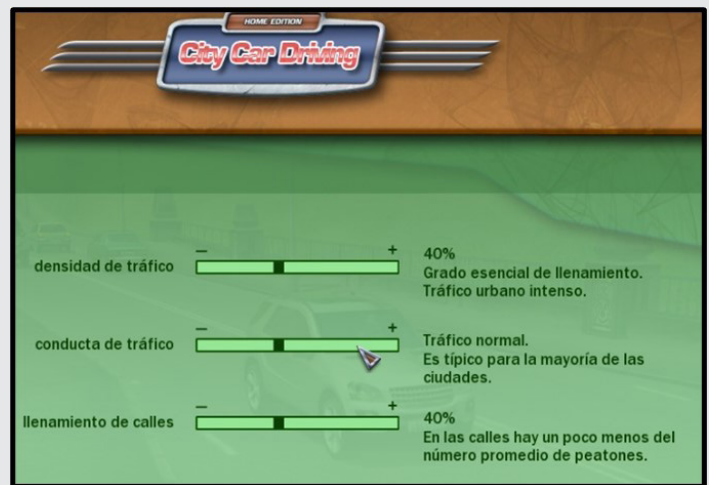 HOME EDITION
City Car Driving
– +
densidad de tráfico
40%
Grado esencial de llenamiento.
Tráfico urbano intenso.
– +
conducta de tráfico
Tráfico normal.
Es típico para la mayoría de las
ciudades.
– +
llenamiento de calles
40%
En las calles hay un poco menos del
número promedio de peatones.